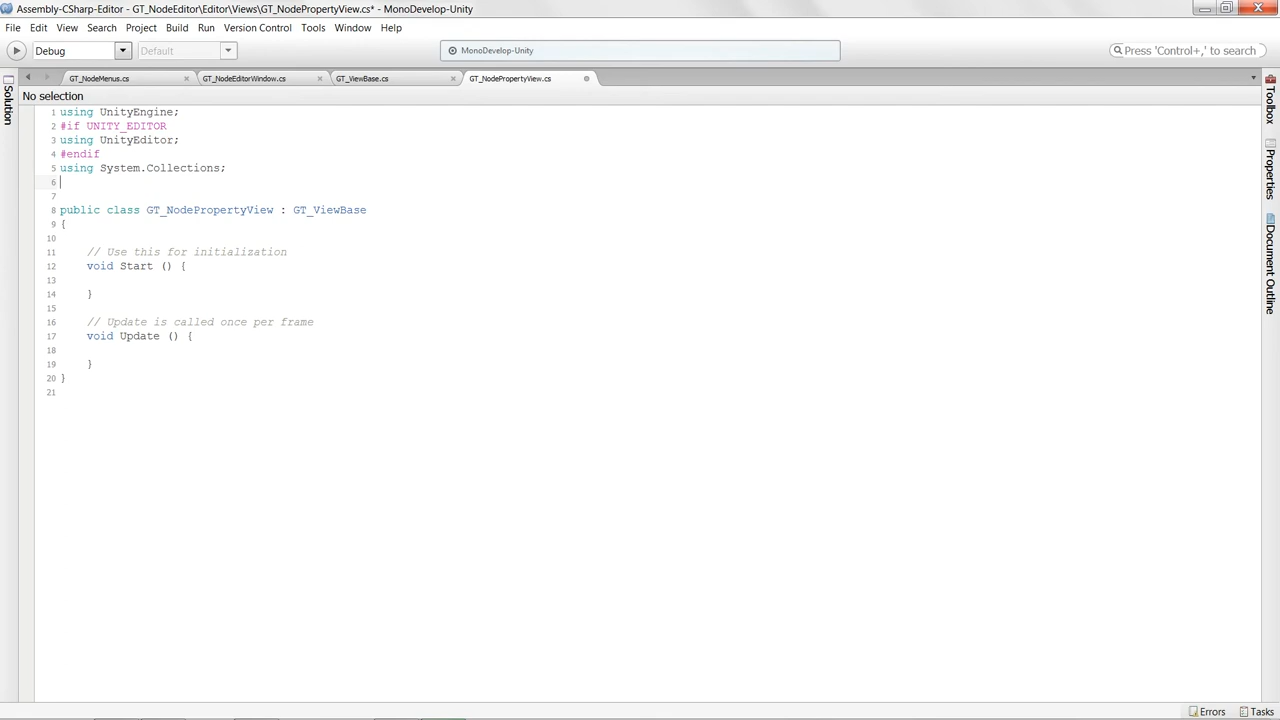 Assembly-CSharp-Editor - GT_NodeEditor\Editor\Views\GT_NodePropertyView.cs* - MonoDevelop-Unity
File Edit View Search Project Build Run Version Control Tools Window Help
Debug Default MonoDevelop-Unity Press 'Control+,' to search
GT_NodeMenus.cs GT_NodeEditorWindow.cs GT_ViewBase.cs GT_NodePropertyView.cs
No selection
1 using UnityEngine;
2 #if UNITY_EDITOR
3 using UnityEditor;
4 #endif
5 using System.Collections;
6
7
8 public class GT_NodePropertyView : GT_ViewBase
9 {
10
11 // Use this for initialization
12 void Start () {
13
14 }
15
16 // Update is called once per frame
17 void Update () {
18
19 }
20 }
21
Solution
Toolbox
Properties
Document Outline
Errors Tasks